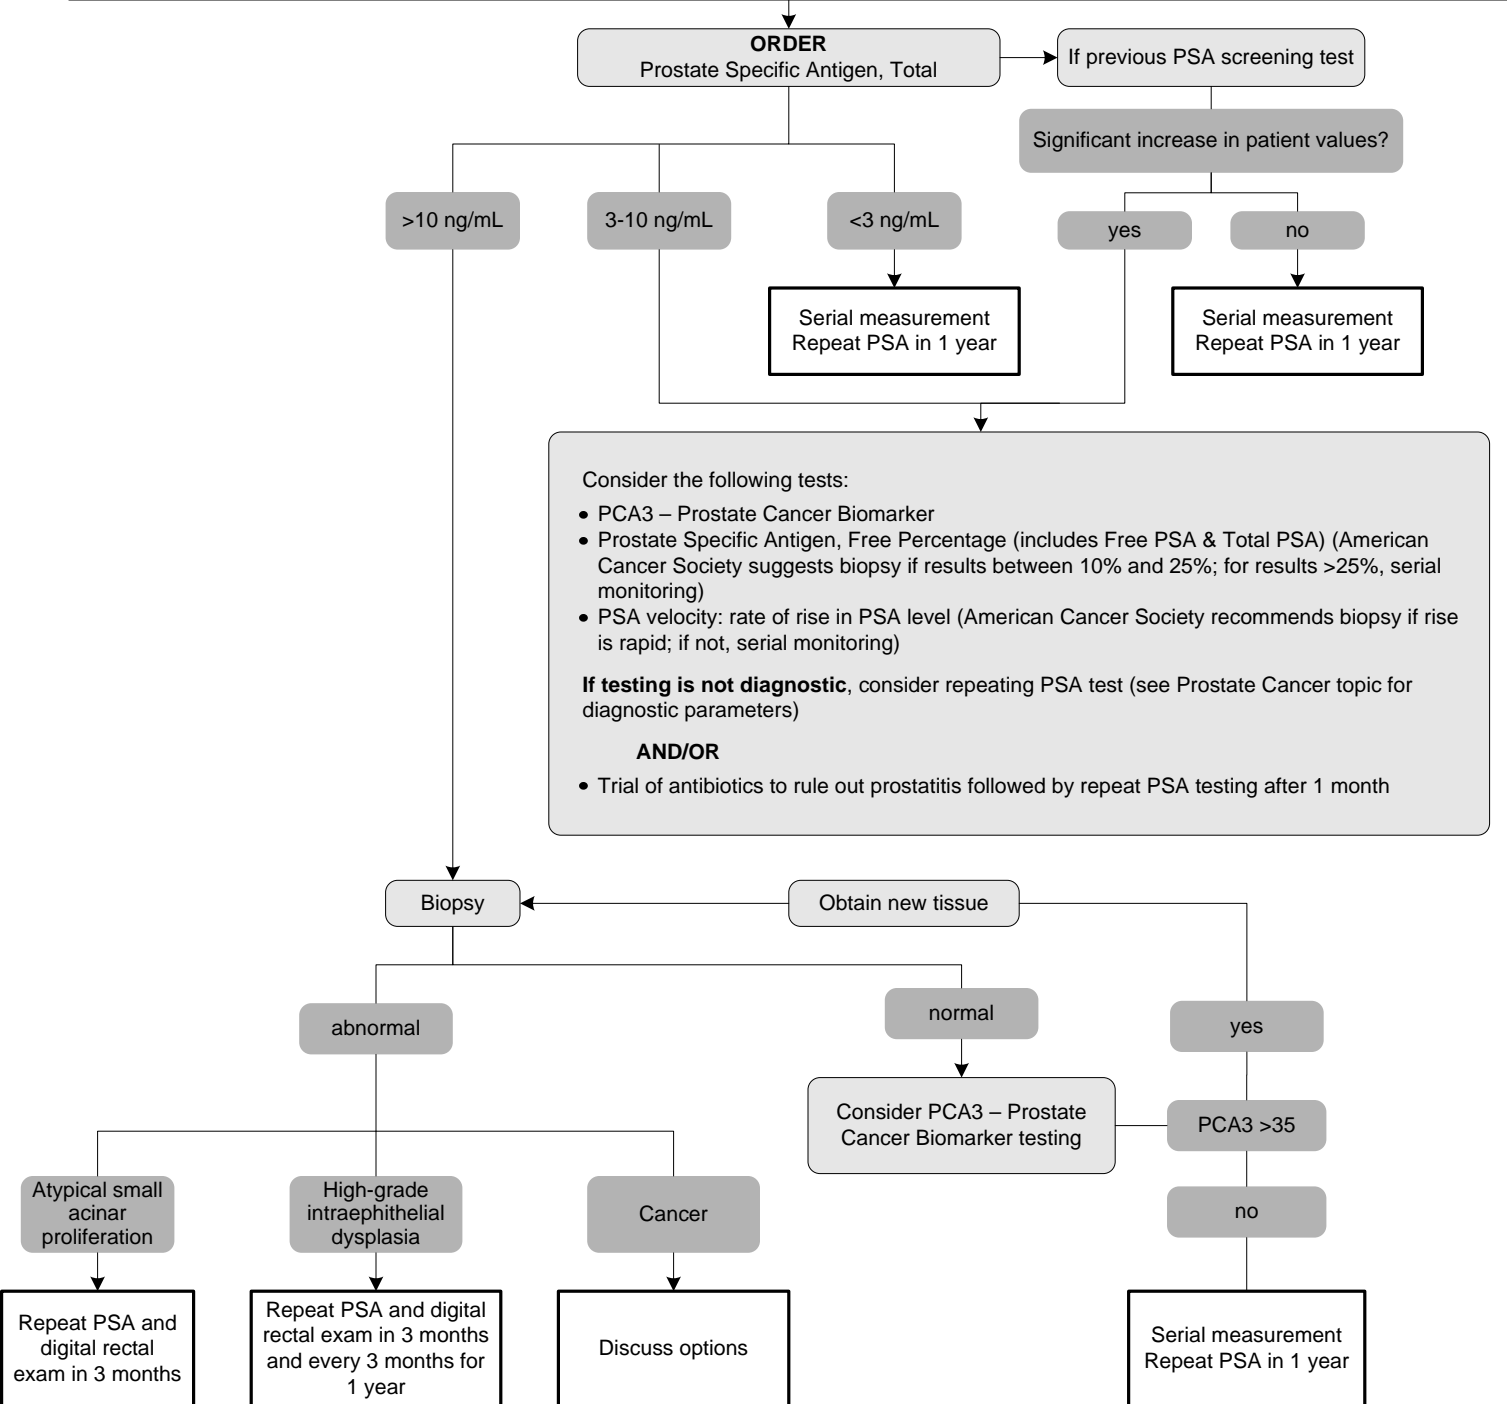 ORDER
Prostate Specific Antigen, Total
If previous PSA screening test
Significant increase in patient values?
>10 ng/mL
3-10 ng/mL
<3 ng/mL
yes
no
Serial measurement
Repeat PSA in 1 year
Serial measurement
Repeat PSA in 1 year
Consider the following tests:
• PCA3 – Prostate Cancer Biomarker
• Prostate Specific Antigen, Free Percentage (includes Free PSA & Total PSA) (American
Cancer Society suggests biopsy if results between 10% and 25%; for results >25%, serial
monitoring)
• PSA velocity: rate of rise in PSA level (American Cancer Society recommends biopsy if rise
is rapid; if not, serial monitoring)
If testing is not diagnostic, consider repeating PSA test (see Prostate Cancer topic for
diagnostic parameters)
AND/OR
• Trial of antibiotics to rule out prostatitis followed by repeat PSA testing after 1 month
Biopsy
Obtain new tissue
abnormal
normal
yes
Consider PCA3 – Prostate
Cancer Biomarker testing
PCA3 >35
no
Atypical small
acinar
proliferation
High-grade
intraephithelial
dysplasia
Cancer
Repeat PSA and
digital rectal
exam in 3 months
Repeat PSA and digital
rectal exam in 3 months
and every 3 months for
1 year
Discuss options
Serial measurement
Repeat PSA in 1 year